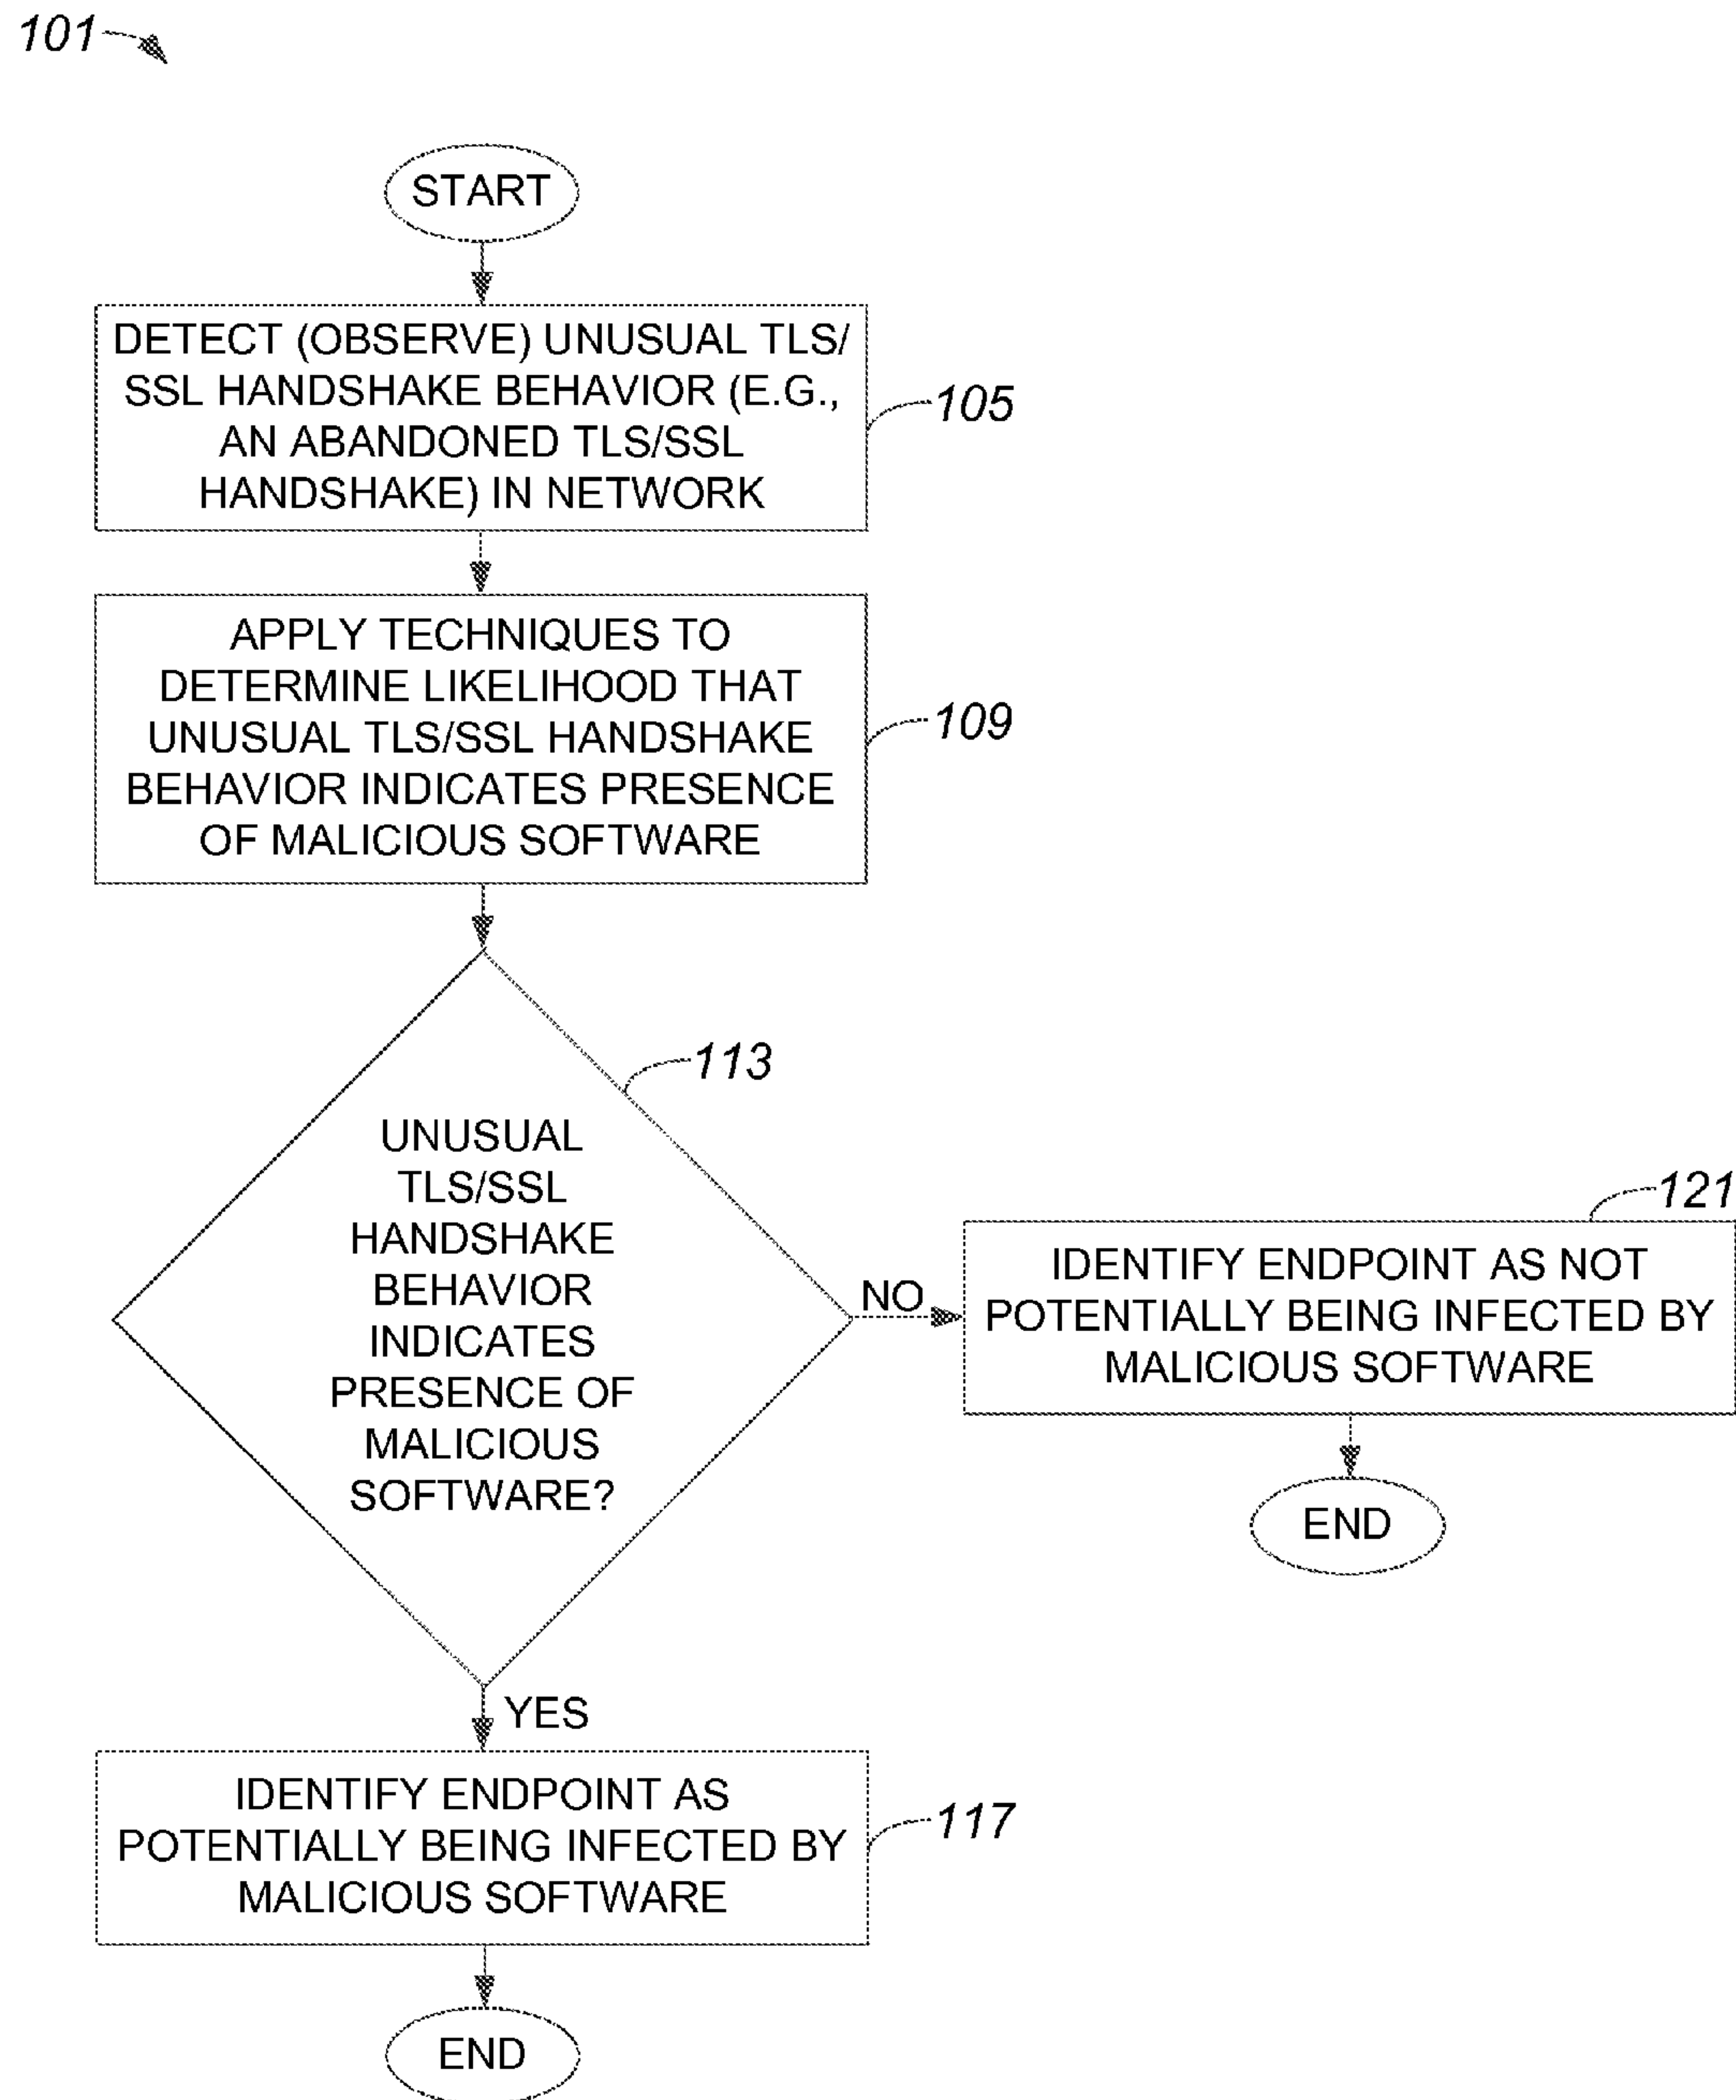 101
START
DETECT (OBSERVE) UNUSUAL TLS/
SSL HANDSHAKE BEHAVIOR (E.G.,
AN ABANDONED TLS/SSL
HANDSHAKE) IN NETWORK
105
APPLY TECHNIQUES TO
DETERMINE LIKELIHOOD THAT
UNUSUAL TLS/SSL HANDSHAKE
BEHAVIOR INDICATES PRESENCE
OF MALICIOUS SOFTWARE
109
UNUSUAL
TLS/SSL
HANDSHAKE
BEHAVIOR
INDICATES
PRESENCE OF
MALICIOUS
SOFTWARE?
113
NO
121
IDENTIFY ENDPOINT AS NOT
POTENTIALLY BEING INFECTED BY
MALICIOUS SOFTWARE
END
YES
IDENTIFY ENDPOINT AS
POTENTIALLY BEING INFECTED BY
MALICIOUS SOFTWARE
117
END